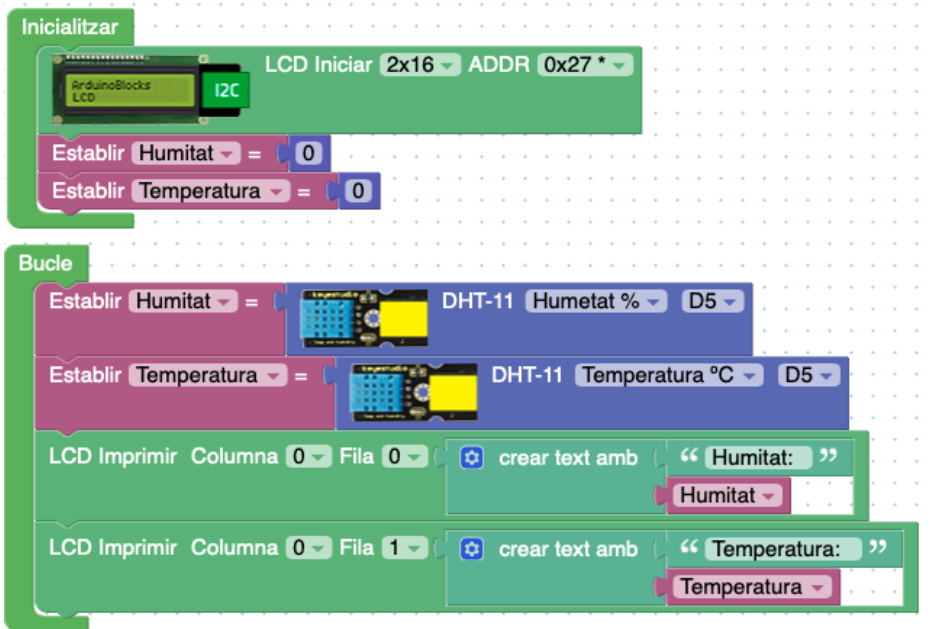 Inicialitzar
LCD Iniciar 2x16 ADDR 0x27 *
ArduinoBlocks
LCD
I2C
Establir Humitat = 0
Establir Temperatura = 0
Bucle
Establir Humitat = keyestudio DHT-11 Humetat % D5
Establir Temperatura = keyestudio DHT-11 Temperatura ºC D5
LCD Imprimir Columna 0 Fila 0 crear text amb “ Humitat: ”
Humitat
LCD Imprimir Columna 0 Fila 1 crear text amb “ Temperatura: ”
Temperatura